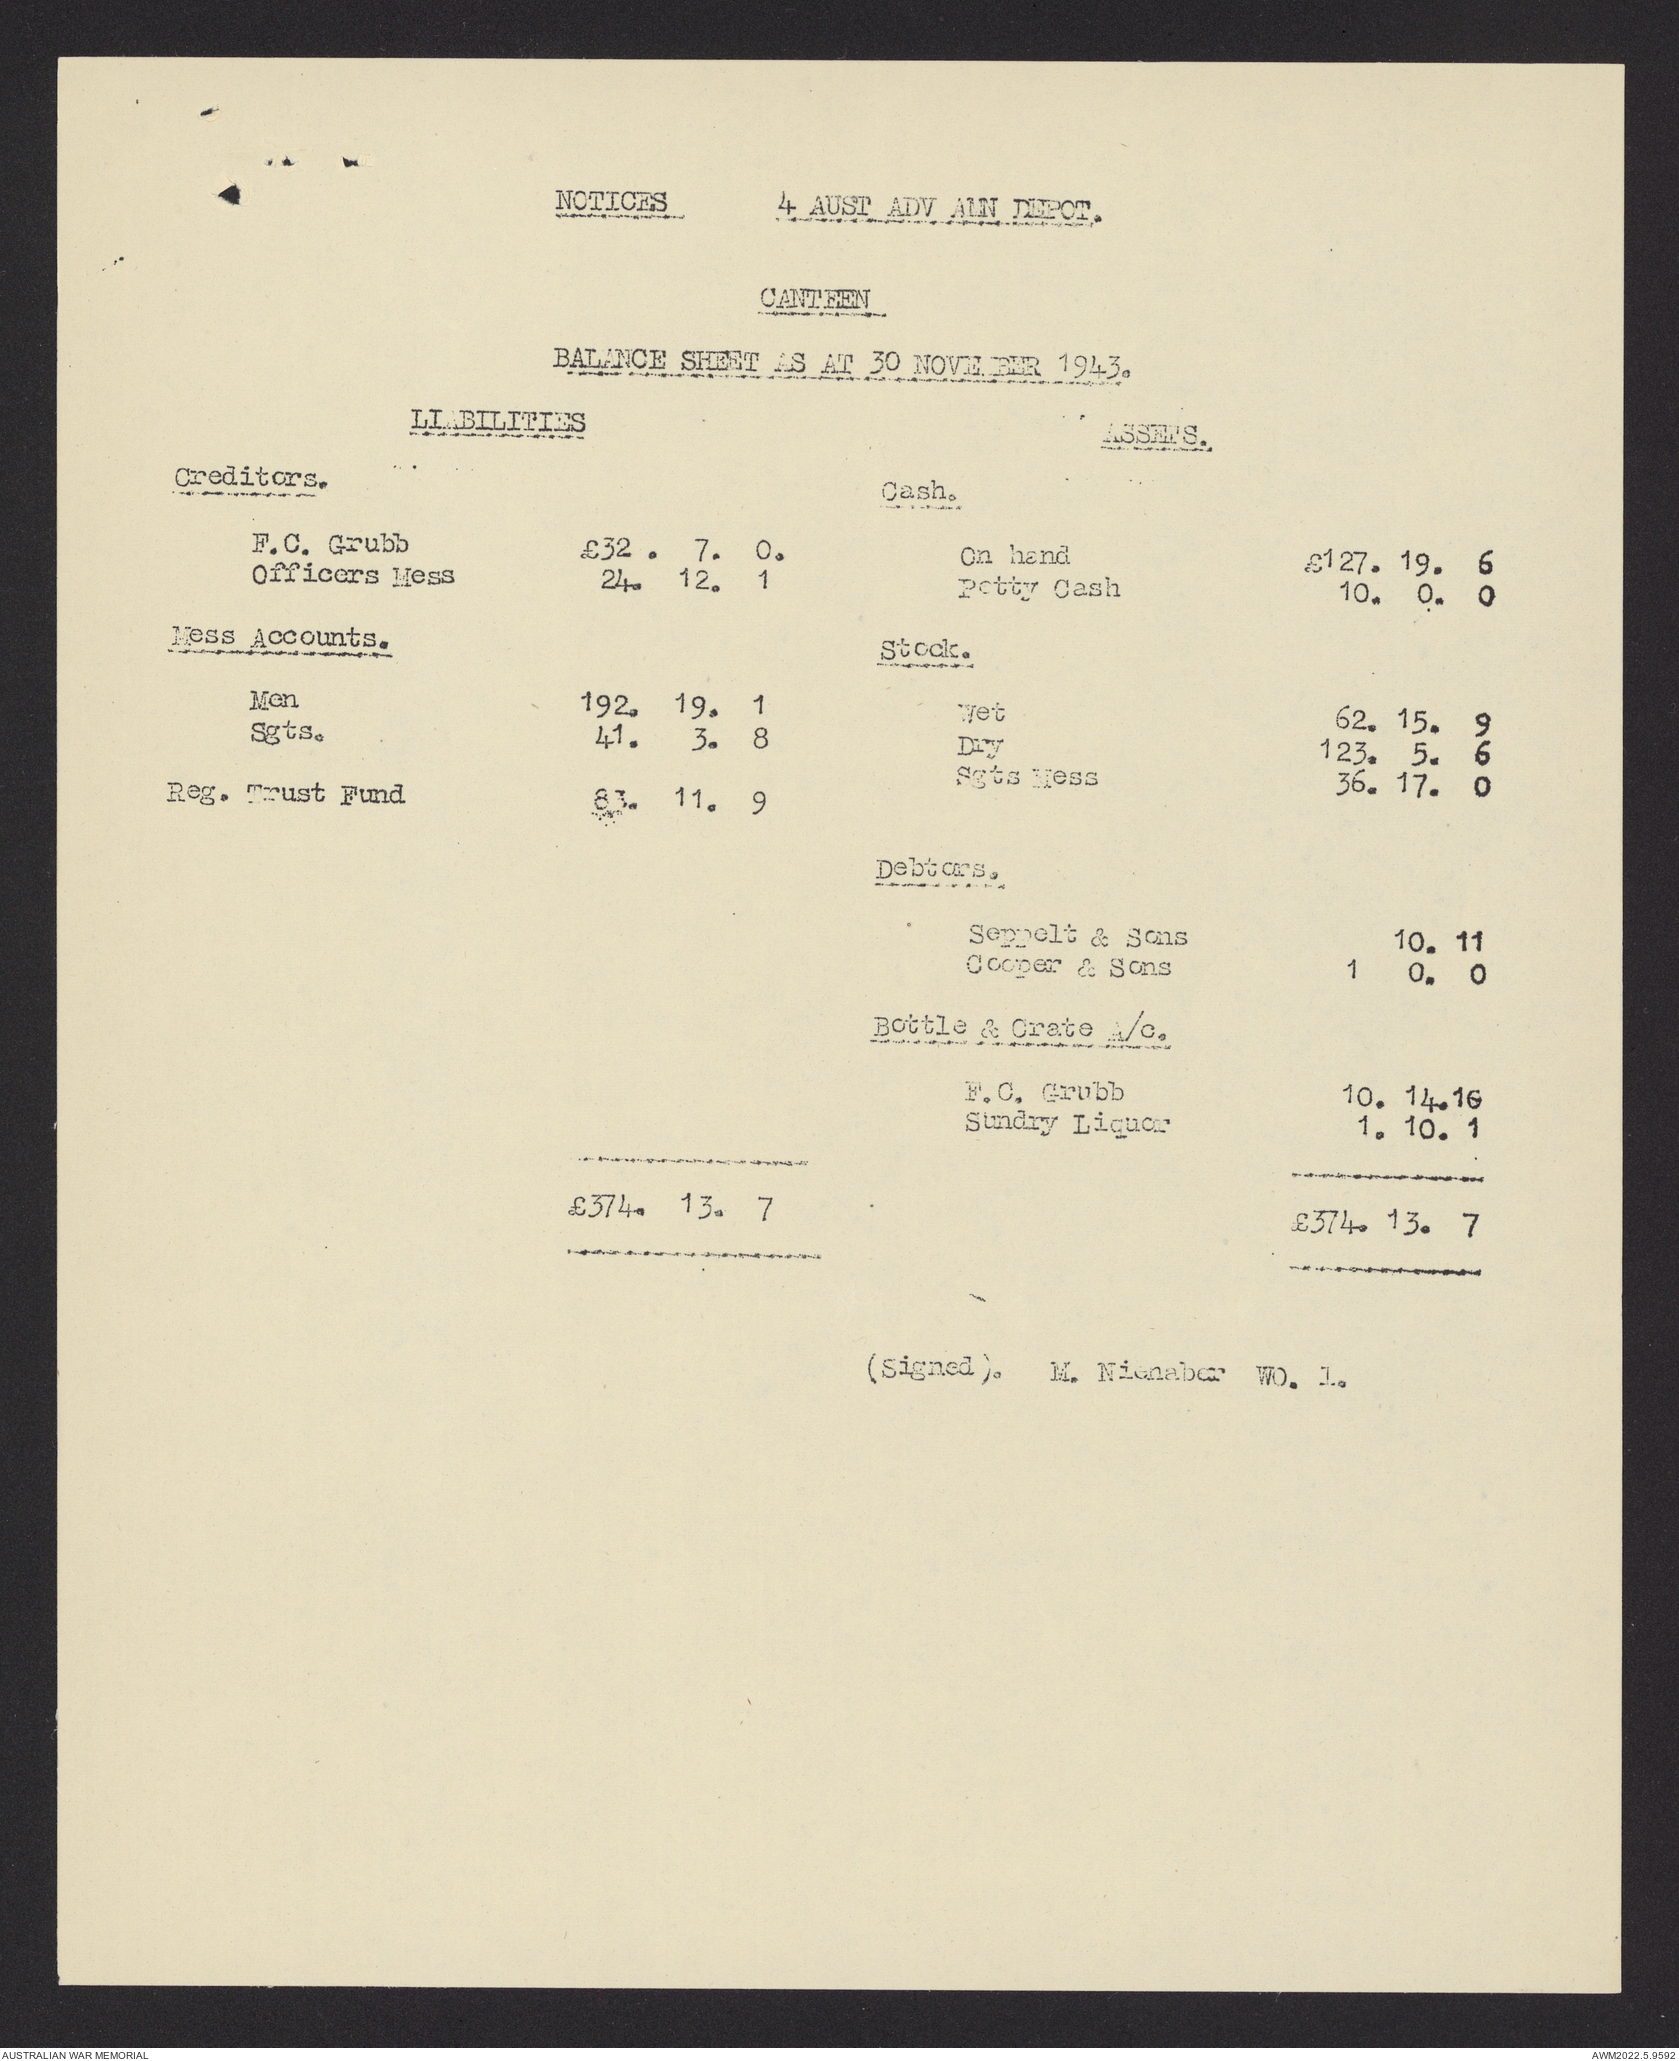 NOTICES 4 AUST ADV AMN DEPOT.
CANTEEN
BALANCE SHEET AS AT 30 NOVEMBER 1943.
LIABILITIES
Creditors.
F.C. Grubb £32 . 7. 0.
Officers Mess 24. 12. 1
Mess Accounts.
Men 192. 19. 1
Sgts. 41. 3. 8
Reg. Trust Fund 83. 11. 9
£374. 13. 7
ASSETS.
Cash.
On hand £127. 19. 6
Petty Cash 10. 0. 0
Stock.
Wet 62. 15. 9
Dry 123. 5. 6
Sgts Mess 36. 17. 0
Debtors.
Seppelt & Sons 10. 11
Cooper & Sons 1 0. 0
Bottle & Crate A/c.
F.C. Grubb 10. 14.
Sundry Liquor 1. 10. 1
£374. 13. 7
(Signed). M. Nienaber WO. 1.
AUSTRALIAN WAR MEMORIAL
AWM2022.5.9592